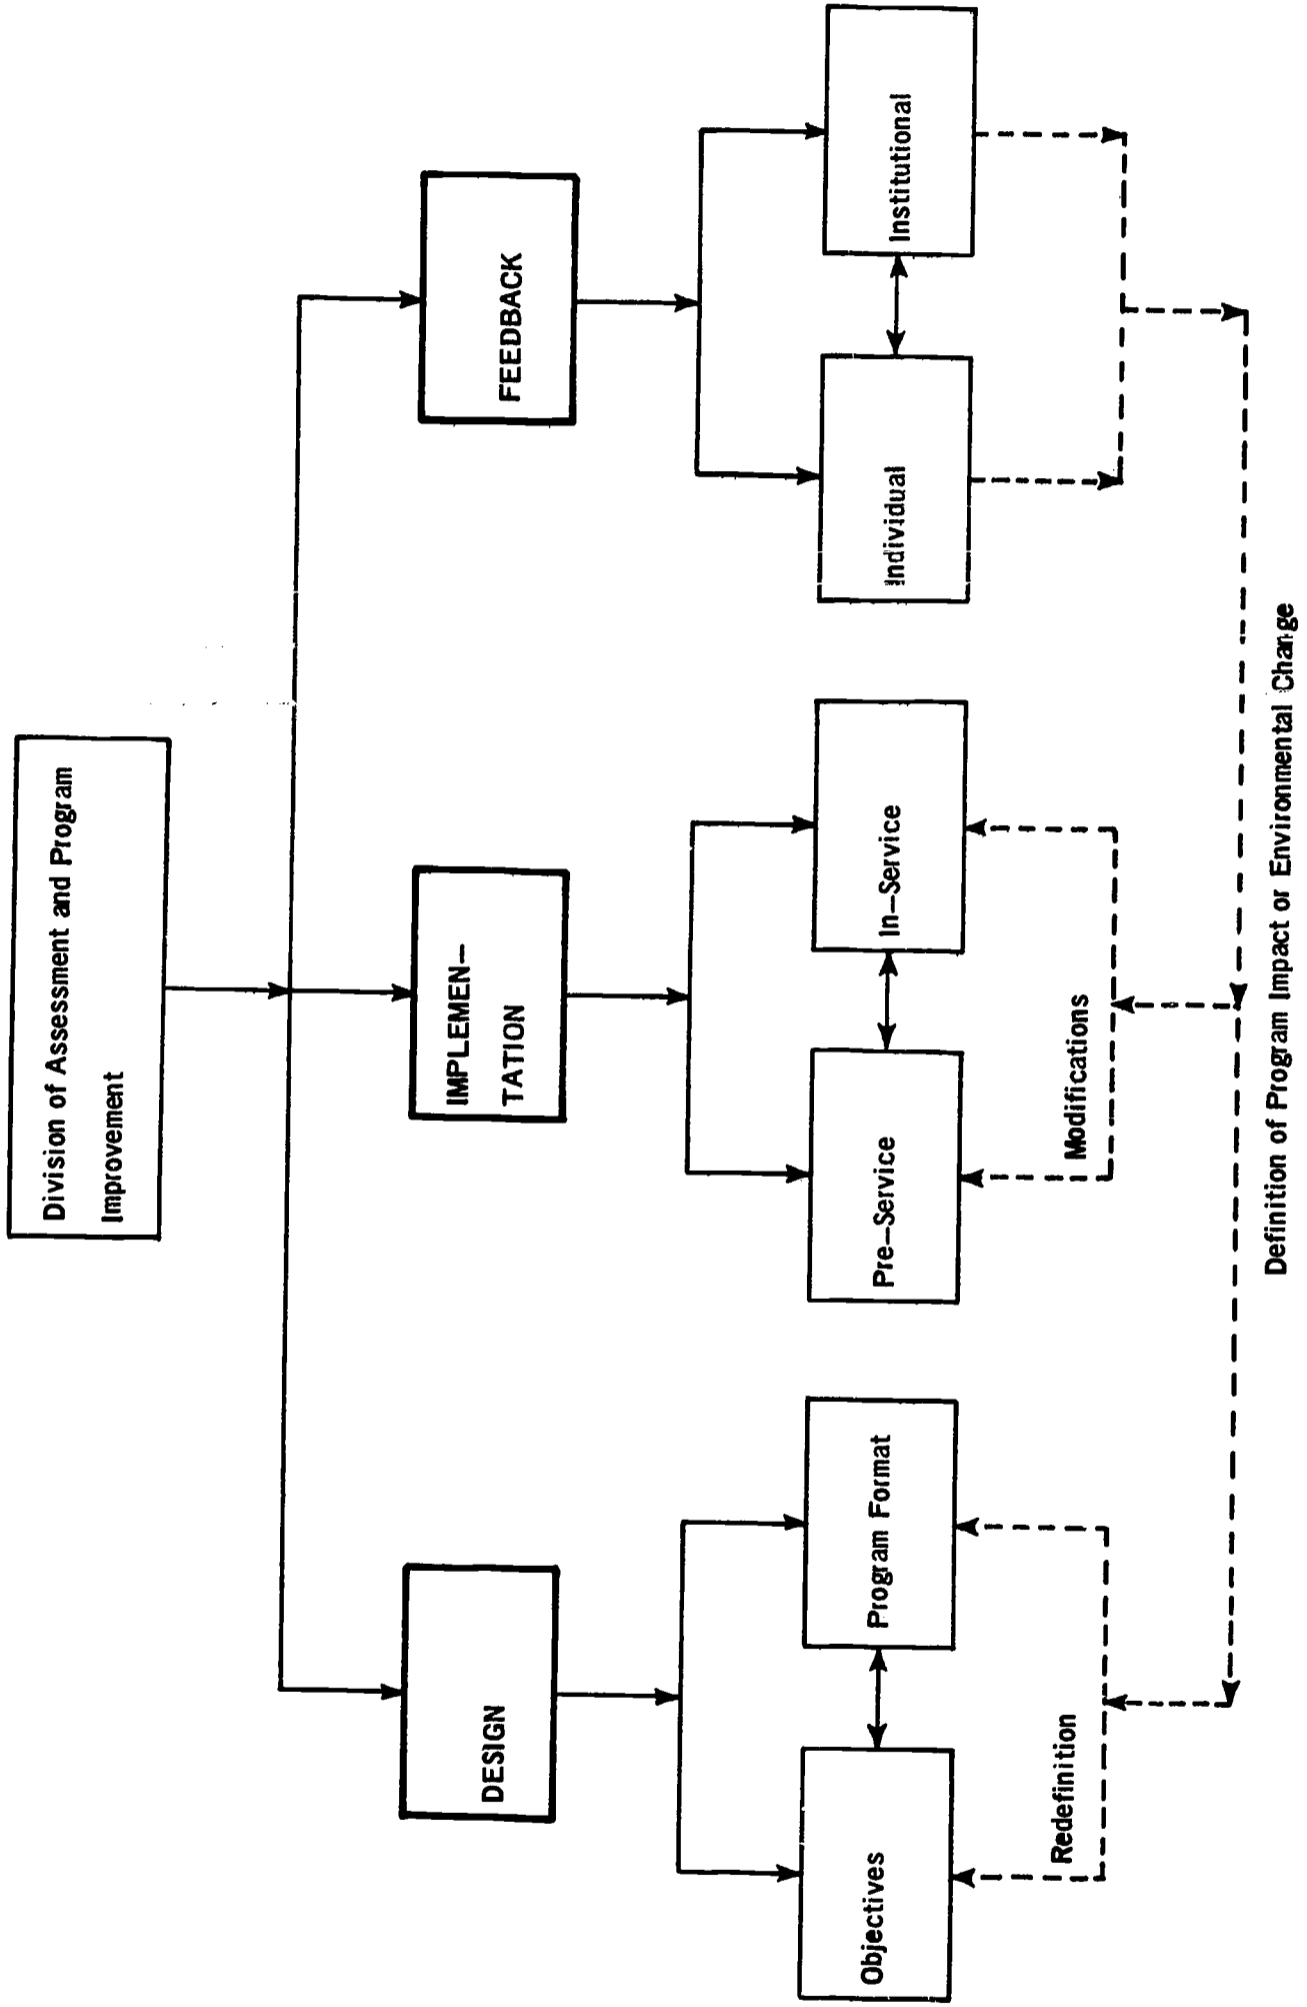 Division of Assessment and Program
Improvement
DESIGN
IMPLEMEN–
TATION
FEEDBACK
Objectives
Program Format
Pre–Service
In–Service
Individual
Institutional
Redefinition
Modifications
Definition of Program Impact or Environmental Change